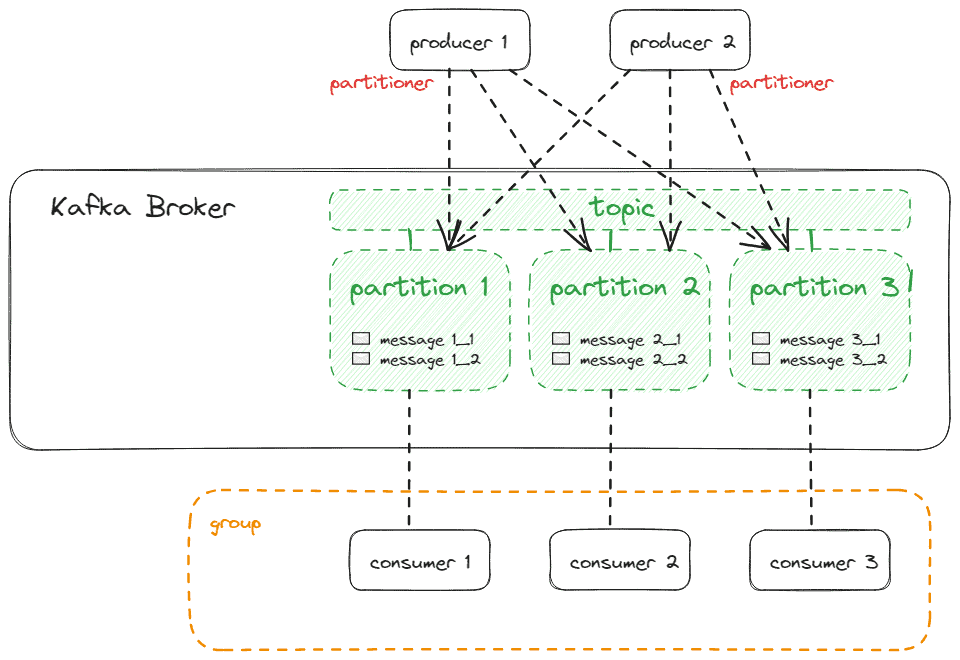 producer 1
producer 2
partitioner
partitioner
Kafka Broker
topic
partition 1
partition 2
partition 3
message 1_1
message 1_2
message 2_1
message 2_2
message 3_1
message 3_2
group
consumer 1
consumer 2
consumer 3